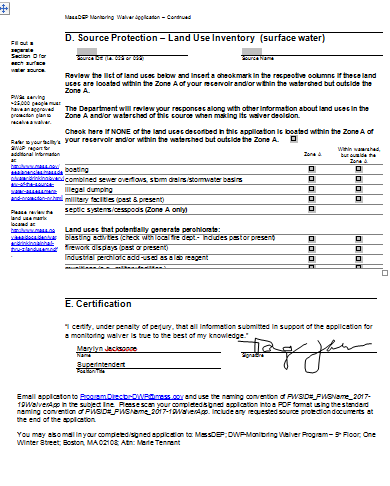 MassDEP Monitoring Waiver Application – Continued
Fill out a
separate
Section D for
each surface
water source.
PWSs serving
people must
have an approved
protection plan to
receive a waiver.
Refer to your facility's
SWAP report for
additional information
at:
Please review the
land use matrix
located at:
D. Source Protection – Land Use Inventory (surface water)
Source ID# (i.e. 02S or 03S) Source Name
Review the list of land uses below and insert a checkmark in the respective columns if these land
uses are located within the Zone A of your reservoir and/or within the watershed but outside the
Zone A.
The Department will review your responses along with other information about land uses in the
Zone A and/or watershed of this source when making its waiver decision.
Check here if NONE of the land uses described in this application is located within the Zone A of
your reservoir and/or within the watershed but outside the Zone A.
Zone A
Within watershed,
but outside the
Zone A
boating
combined sewer overflows, storm drains/stormwater basins
illegal dumping
military facilities (past & present)
septic systems/cesspools (Zone A only)
Land uses that potentially generate perchlorate:
blasting activities (check with local fire dept.- includes past or present)
firework displays (past or present)
industrial perchloric acid-used as a lab reagent
E. Certification
"I certify, under penalty of perjury, that all information submitted in support of the application for
a monitoring waiver is true to the best of my knowledge."
Name Signature
Superintendent
Position/Title
Email application to Program.Director-DWP@mass.gov and use the naming convention of PWSID#_PWSName_2017-
19WaiverApp in the subject line. Please scan your completed/signed application into a PDF format using the standard
naming convention of PWSID#_PWSName_2017-19WaiverApp. Include any requested source protection documents at
the end of the application.
You may also mail in your completed/signed application to: MassDEP; DWP-Monitoring Waiver Program – 5th Floor; One
Winter Street; Boston, MA 02108; Attn: Marie Tennant